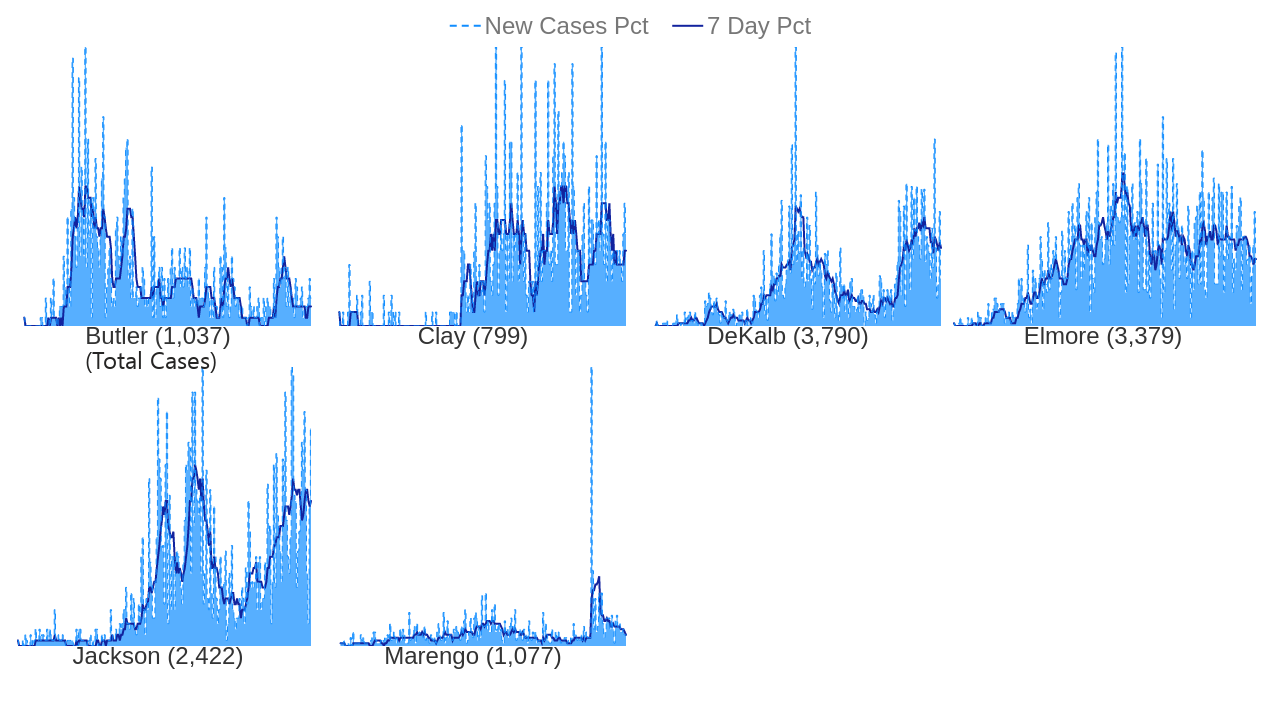 New Cases Pct 7 Day Pct
Butler (1,037)
(Total Cases)
Clay (799)
DeKalb (3,790)
Elmore (3,379)
Jackson (2,422)
Marengo (1,077)